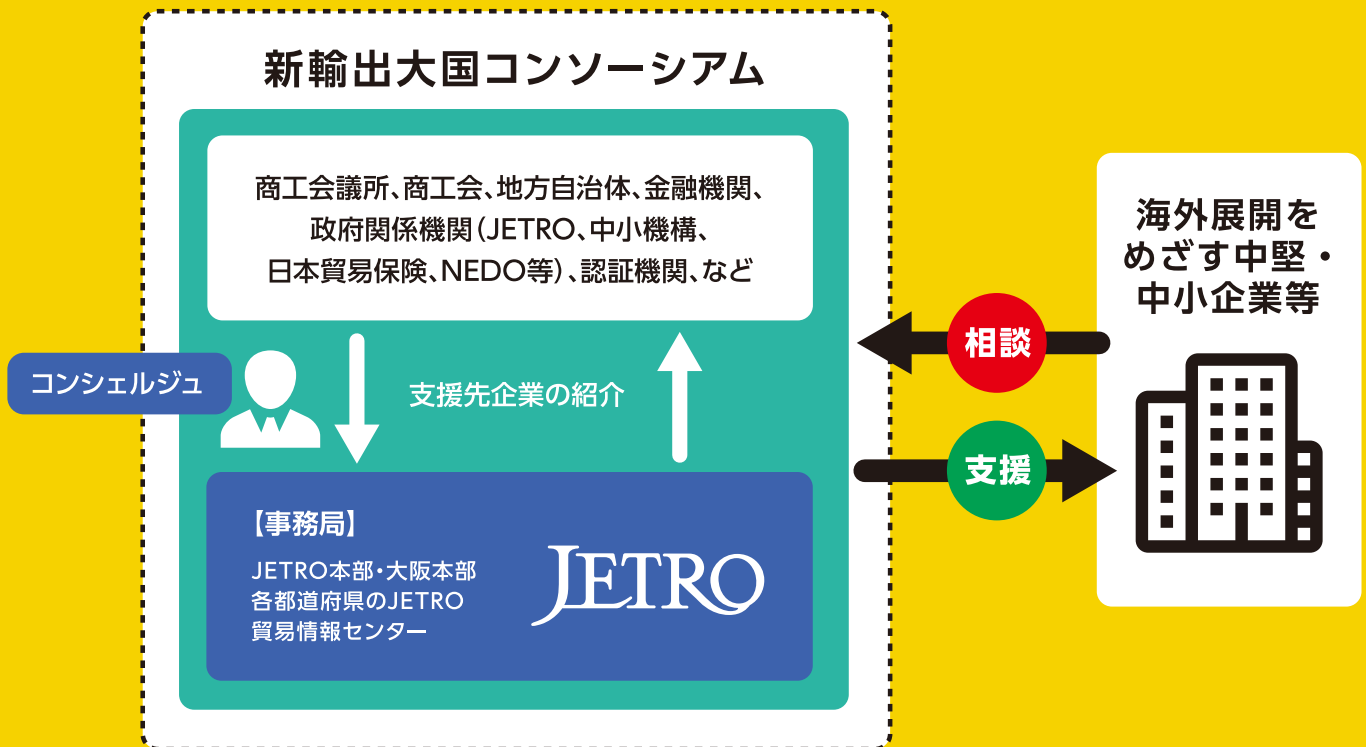 新輸出大国コンソーシアム
商工会議所、商工会、地方自治体、金融機関、
政府関係機関(JETRO、中小機構、
日本貿易保険、NEDO等)、認証機関、など
コンシェルジュ
支援先企業の紹介
【事務局】
JETRO本部・大阪本部
各都道府県のJETRO
貿易情報センター
JETRO
相談
支援
海外展開を
めざす中堅・
中小企業等